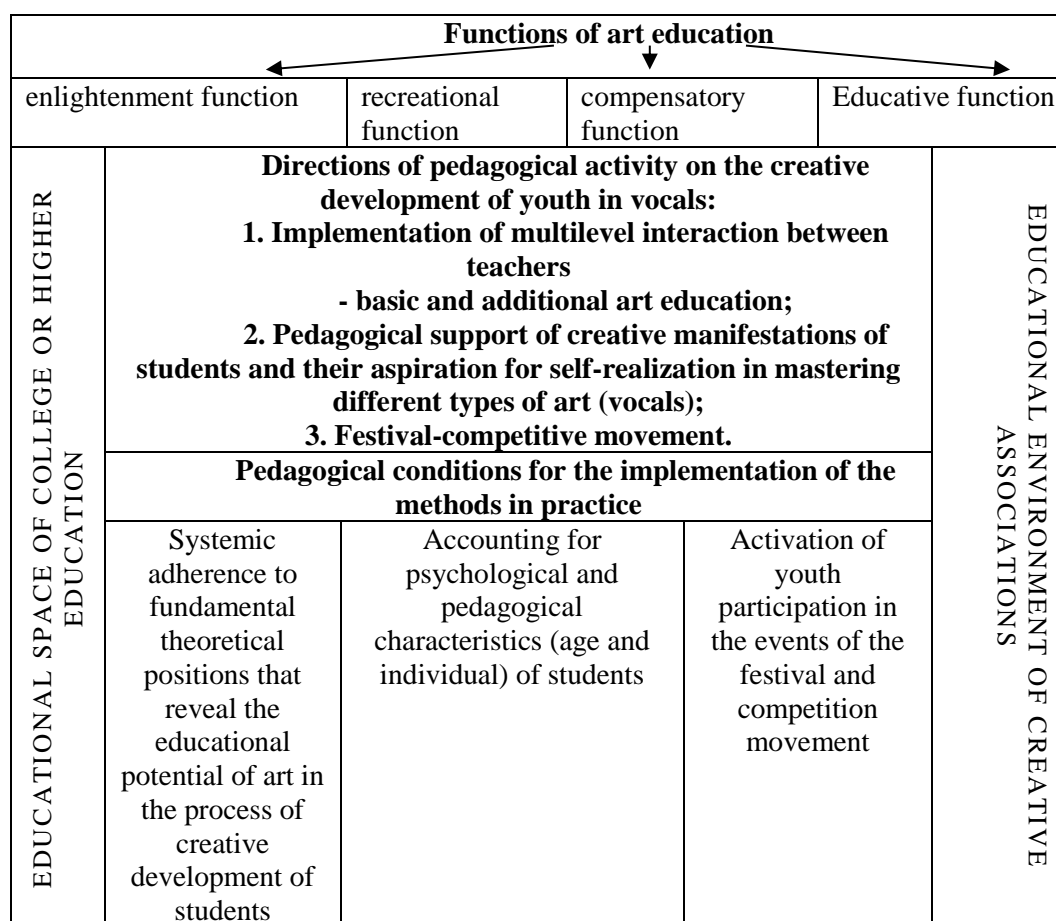 Functions of art education
enlightenment function
recreational
function
compensatory
function
Educative function
EDUCATIONAL SPACE OF COLLEGE OR HIGHER
EDUCATION
Directions of pedagogical activity on the creative
development of youth in vocals:
1. Implementation of multilevel interaction between
teachers
- basic and additional art education;
2. Pedagogical support of creative manifestations of
students and their aspiration for self-realization in mastering
different types of art (vocals);
3. Festival-competitive movement.
Pedagogical conditions for the implementation of the
methods in practice
Systemic
adherence to
fundamental
theoretical
positions that
reveal the
educational
potential of art in
the process of
creative
development of
students
Accounting for
psychological and
pedagogical
characteristics (age and
individual) of students
Activation of
youth
participation in
the events of the
festival and
competition
movement
EDUCATIONAL ENVIRONMENT OF CREATIVE
ASSOCIATIONS